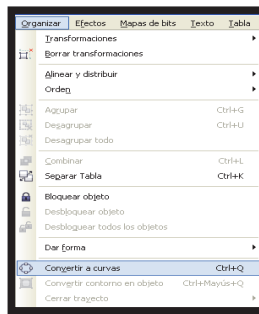 Organizar Efectos Mapas de bits Texto Tabla
Transformaciones
Borrar transformaciones
Alinear y distribuir
Orden
Agrupar Ctrl+G
Desagrupar Ctrl+U
Desagrupar todo
Combinar Ctrl+L
Separar Tabla Ctrl+K
Bloquear objeto
Desbloquear objeto
Desbloquear todos los objetos
Dar forma
Convertir a curvas Ctrl+Q
Convertir contorno en objeto Ctrl+Mayús+Q
Cerrar trayecto